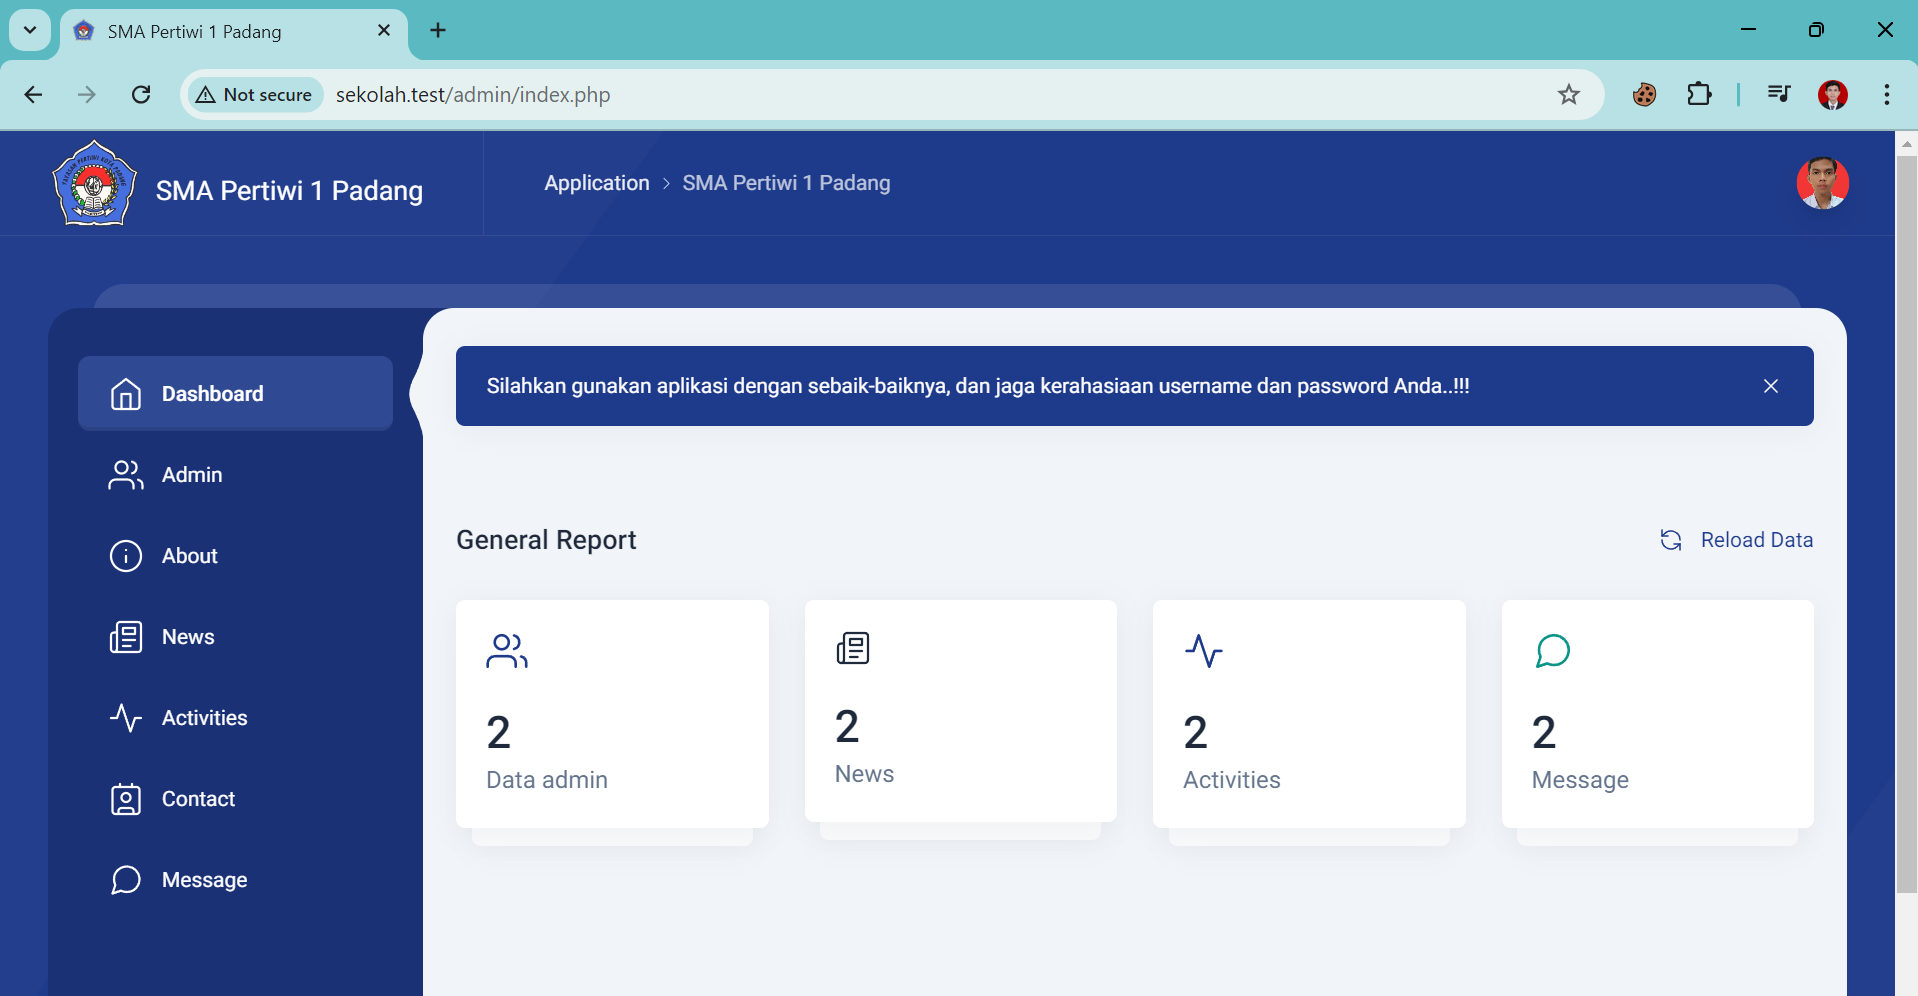 SMA Pertiwi 1 Padang
Not secure
sekolah.test/admin/index.php
SMA Pertiwi 1 Padang
Application > SMA Pertiwi 1 Padang
Dashboard
Admin
About
News
Activities
Contact
Message
Silahkan gunakan aplikasi dengan sebaik-baiknya, dan jaga kerahasiaan username dan password Anda..!!!
General Report
Reload Data
2
Data admin
2
News
2
Activities
2
Message